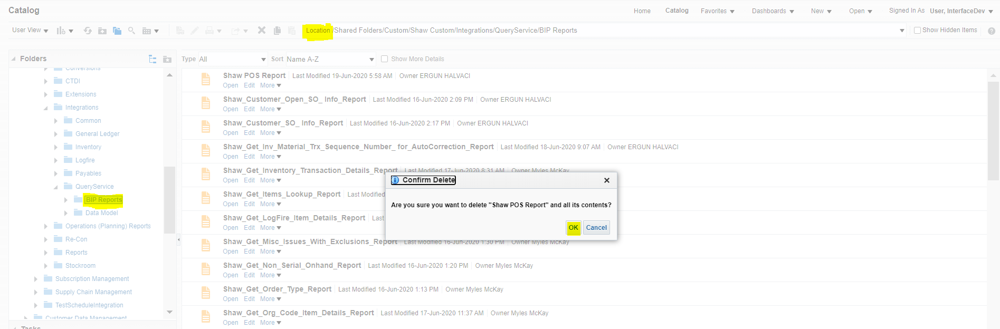 Catalog
Home Catalog Favorites Dashboards New Open Signed In As User, InterfaceDev
User View
Location /Shared Folders/Custom/Shaw Custom/Integrations/QueryService/BIP Reports
Show Hidden Items
Folders
Conversions
CTDI
Extensions
Integrations
Common
General Ledger
Inventory
Logfire
Payables
QueryService
BIP Reports
Data Model
Operations (Planning) Reports
Re-Con
Reports
Stockroom
Subscription Management
Supply Chain Management
TestScheduleIntegration
Customer Data Management
Tasks
Type All Sort Name A-Z Show More Details
Shaw POS Report Last Modified 19-Jun-2020 5:58 AM Owner ERGUN HALVACI
Open Edit More
Shaw_Customer_Open_SO_ Info_Report Last Modified 16-Jun-2020 2:09 PM Owner ERGUN HALVACI
Open Edit More
Shaw_Customer_SO_ Info_Report Last Modified 16-Jun-2020 2:17 PM Owner ERGUN HALVACI
Open Edit More
Shaw_Get_Inv_Material_Trx_Sequence_Number_ for_AutoCorrection_Report Last Modified 18-Jun-2020 9:07 AM Owner ERGUN HALVACI
Open Edit More
Shaw_Get_Inventory_Transaction_Details_Report Last Modified 17-Jun-2020 8:31 AM Owner Myles McKay
Open Edit More
Shaw_Get_Items_Lookup_Report Last Modified
Open Edit More
Shaw_Get_LogFire_Item_Details_Report Last
Open Edit More
Shaw_Get_Misc_Issues_With_Exclusions_Report Last Modified 16-Jun-2020 1:30 PM Owner Myles McKay
Open Edit More
Shaw_Get_Non_Serial_Onhand_Report Last Modified 16-Jun-2020 1:20 PM Owner Myles McKay
Open Edit More
Shaw_Get_Order_Type_Report Last Modified 16-Jun-2020 1:13 PM Owner Myles McKay
Open Edit More
Shaw_Get_Org_Code_Item_Details_Report Last Modified 17-Jun-2020 11:37 AM Owner Myles McKay
Open Edit More
Confirm Delete
Are you sure you want to delete "Shaw POS Report" and all its contents?
OK Cancel